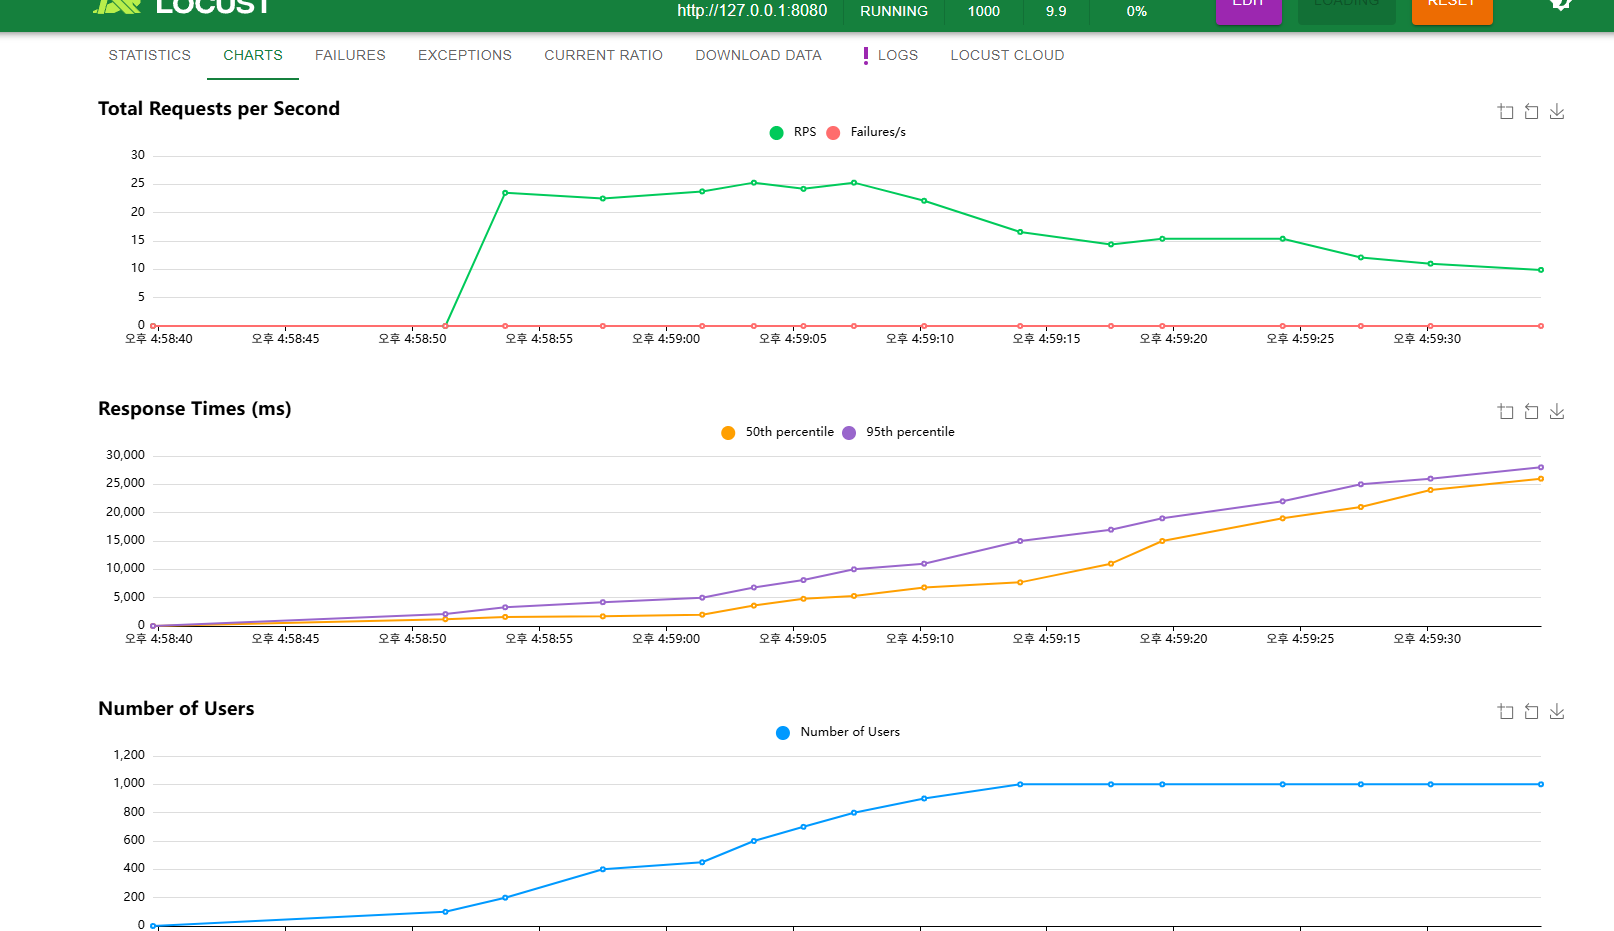 LOCUST
http://127.0.0.1:8080 RUNNING 1000 9.9 0% EDIT LOADING RESET
STATISTICS CHARTS FAILURES EXCEPTIONS CURRENT RATIO DOWNLOAD DATA ! LOGS LOCUST CLOUD
Total Requests per Second
RPS Failures/s
30
25
20
15
10
5
0
오후 4:58:40 오후 4:58:45 오후 4:58:50 오후 4:58:55 오후 4:59:00 오후 4:59:05 오후 4:59:10 오후 4:59:15 오후 4:59:20 오후 4:59:25 오후 4:59:30
Response Times (ms)
50th percentile 95th percentile
30,000
25,000
20,000
15,000
10,000
5,000
0
오후 4:58:40 오후 4:58:45 오후 4:58:50 오후 4:58:55 오후 4:59:00 오후 4:59:05 오후 4:59:10 오후 4:59:15 오후 4:59:20 오후 4:59:25 오후 4:59:30
Number of Users
Number of Users
1,200
1,000
800
600
400
200
0